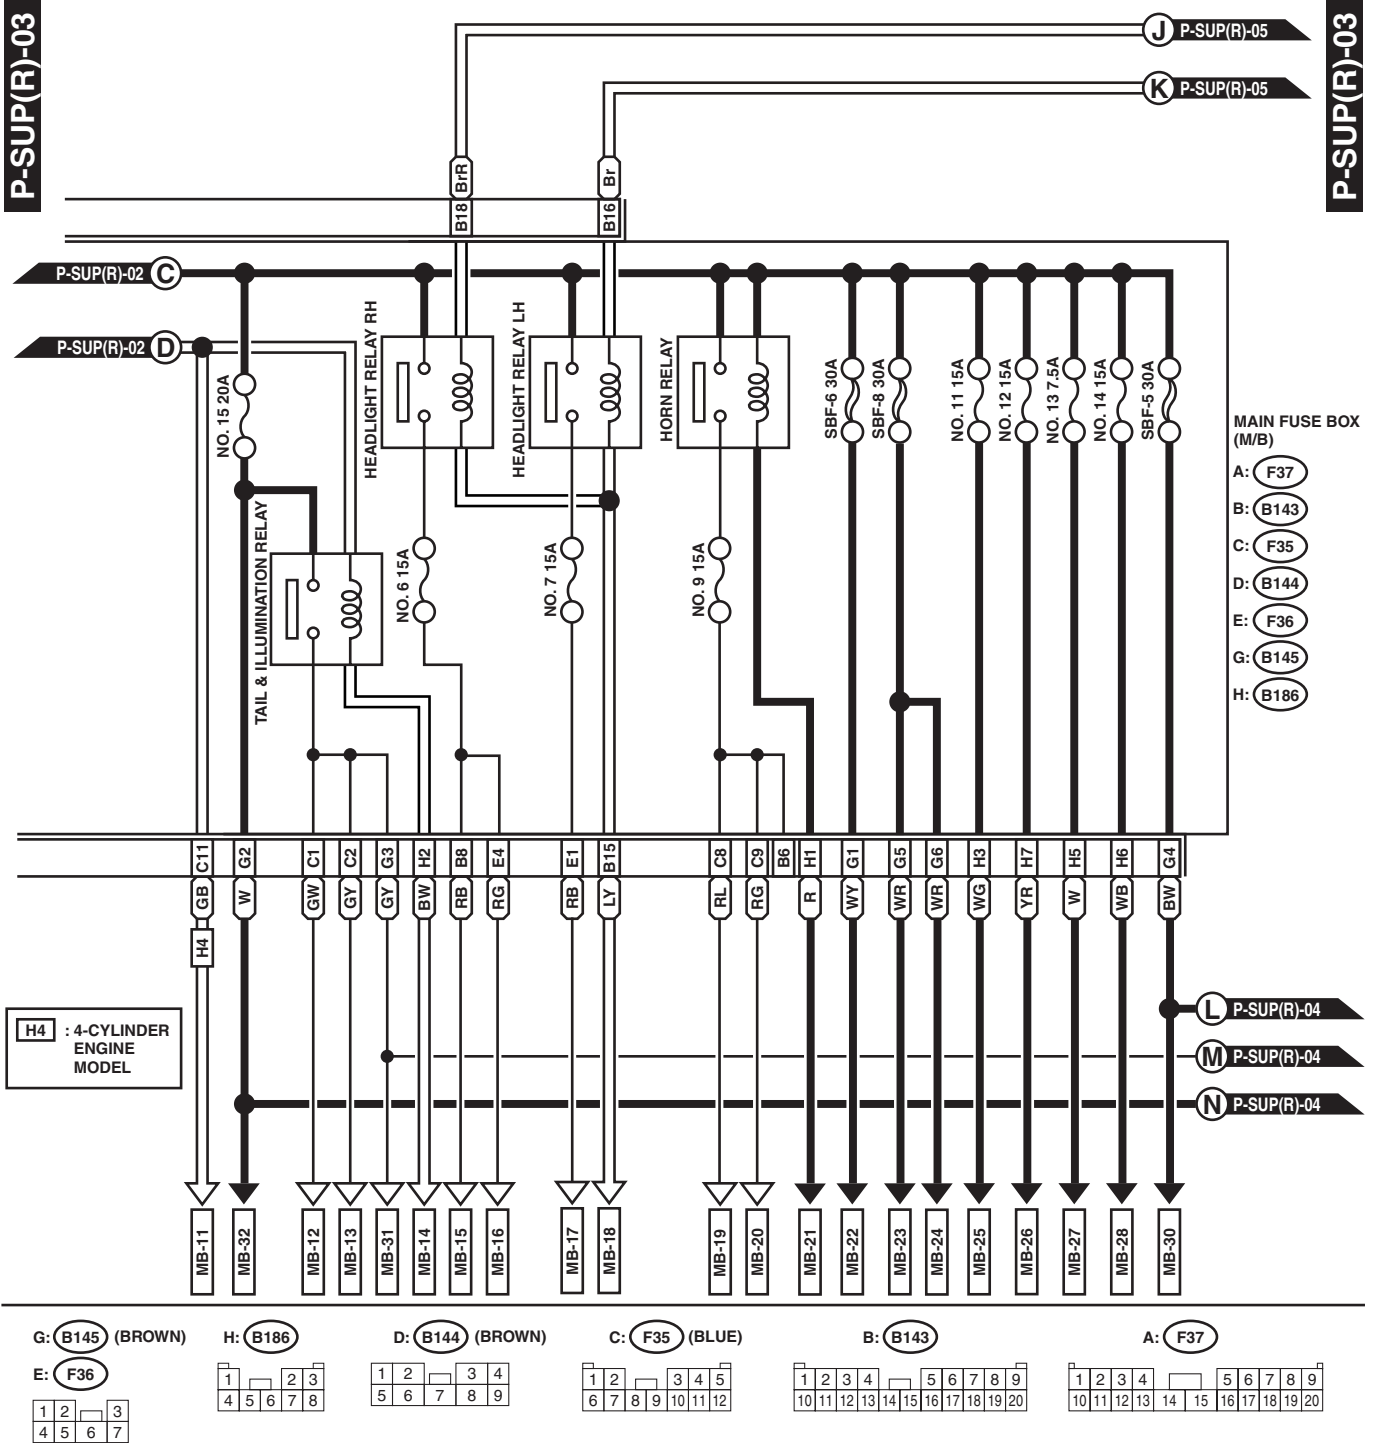 P-SUP(R)-03
P-SUP(R)-03
J P-SUP(R)-05
K P-SUP(R)-05
BrR
Br
B18
B16
P-SUP(R)-02 C
P-SUP(R)-02 D
NO. 15 20A
HEADLIGHT RELAY RH
HEADLIGHT RELAY LH
HORN RELAY
SBF-6 30A
SBF-8 30A
NO. 11 15A
NO. 12 15A
NO. 13 7.5A
NO. 14 15A
SBF-5 30A
MAIN FUSE BOX
(M/B)
A: F37
B: B143
C: F35
D: B144
E: F36
G: B145
H: B186
TAIL & ILLUMINATION RELAY
NO. 6 15A
NO. 7 15A
NO. 9 15A
C11 G2 C1 C2 G3 H2 B8 E4 E1 B15 C8 C9 B6 H1 G1 G5 G6 H3 H7 H5 H6 G4
GB W GW GY GY BW RB RG RB LY RL RG R WY WR WR WG YR W WB BW
H4
H4 : 4-CYLINDER
ENGINE
MODEL
L P-SUP(R)-04
M P-SUP(R)-04
N P-SUP(R)-04
MB-11 MB-32 MB-12 MB-13 MB-31 MB-14 MB-15 MB-16 MB-17 MB-18 MB-19 MB-20 MB-21 MB-22 MB-23 MB-24 MB-25 MB-26 MB-27 MB-28 MB-30
G: B145 (BROWN)
E: F36
1 2 3
4 5 6 7
H: B186
1 2 3
4 5 6 7 8
D: B144 (BROWN)
1 2 3 4
5 6 7 8 9
C: F35 (BLUE)
1 2 3 4 5
6 7 8 9 10 11 12
B: B143
1 2 3 4 5 6 7 8 9
10 11 12 13 14 15 16 17 18 19 20
A: F37
1 2 3 4 5 6 7 8 9
10 11 12 13 14 15 16 17 18 19 20